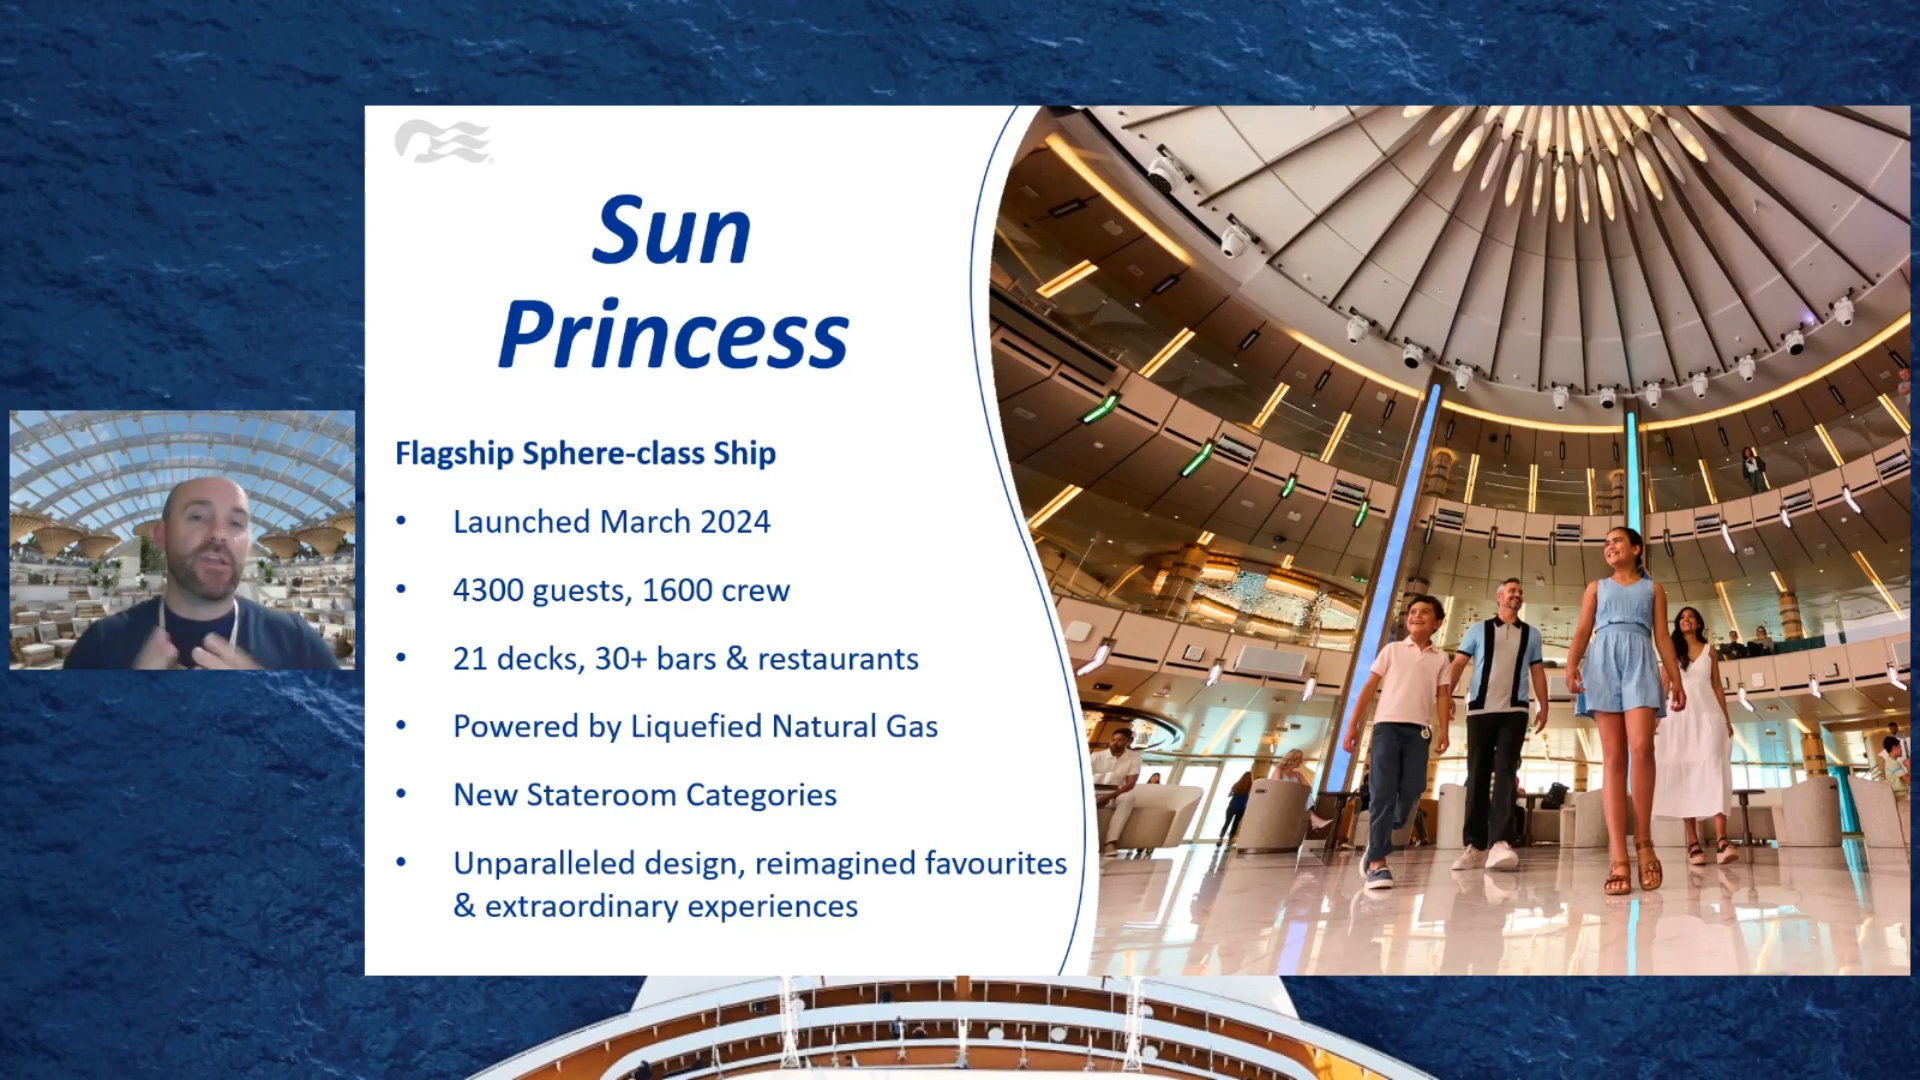 Sun
Princess
Flagship Sphere-class Ship
• Launched March 2024
• 4300 guests, 1600 crew
• 21 decks, 30+ bars & restaurants
• Powered by Liquefied Natural Gas
• New Stateroom Categories
• Unparalleled design, reimagined favourites
& extraordinary experiences